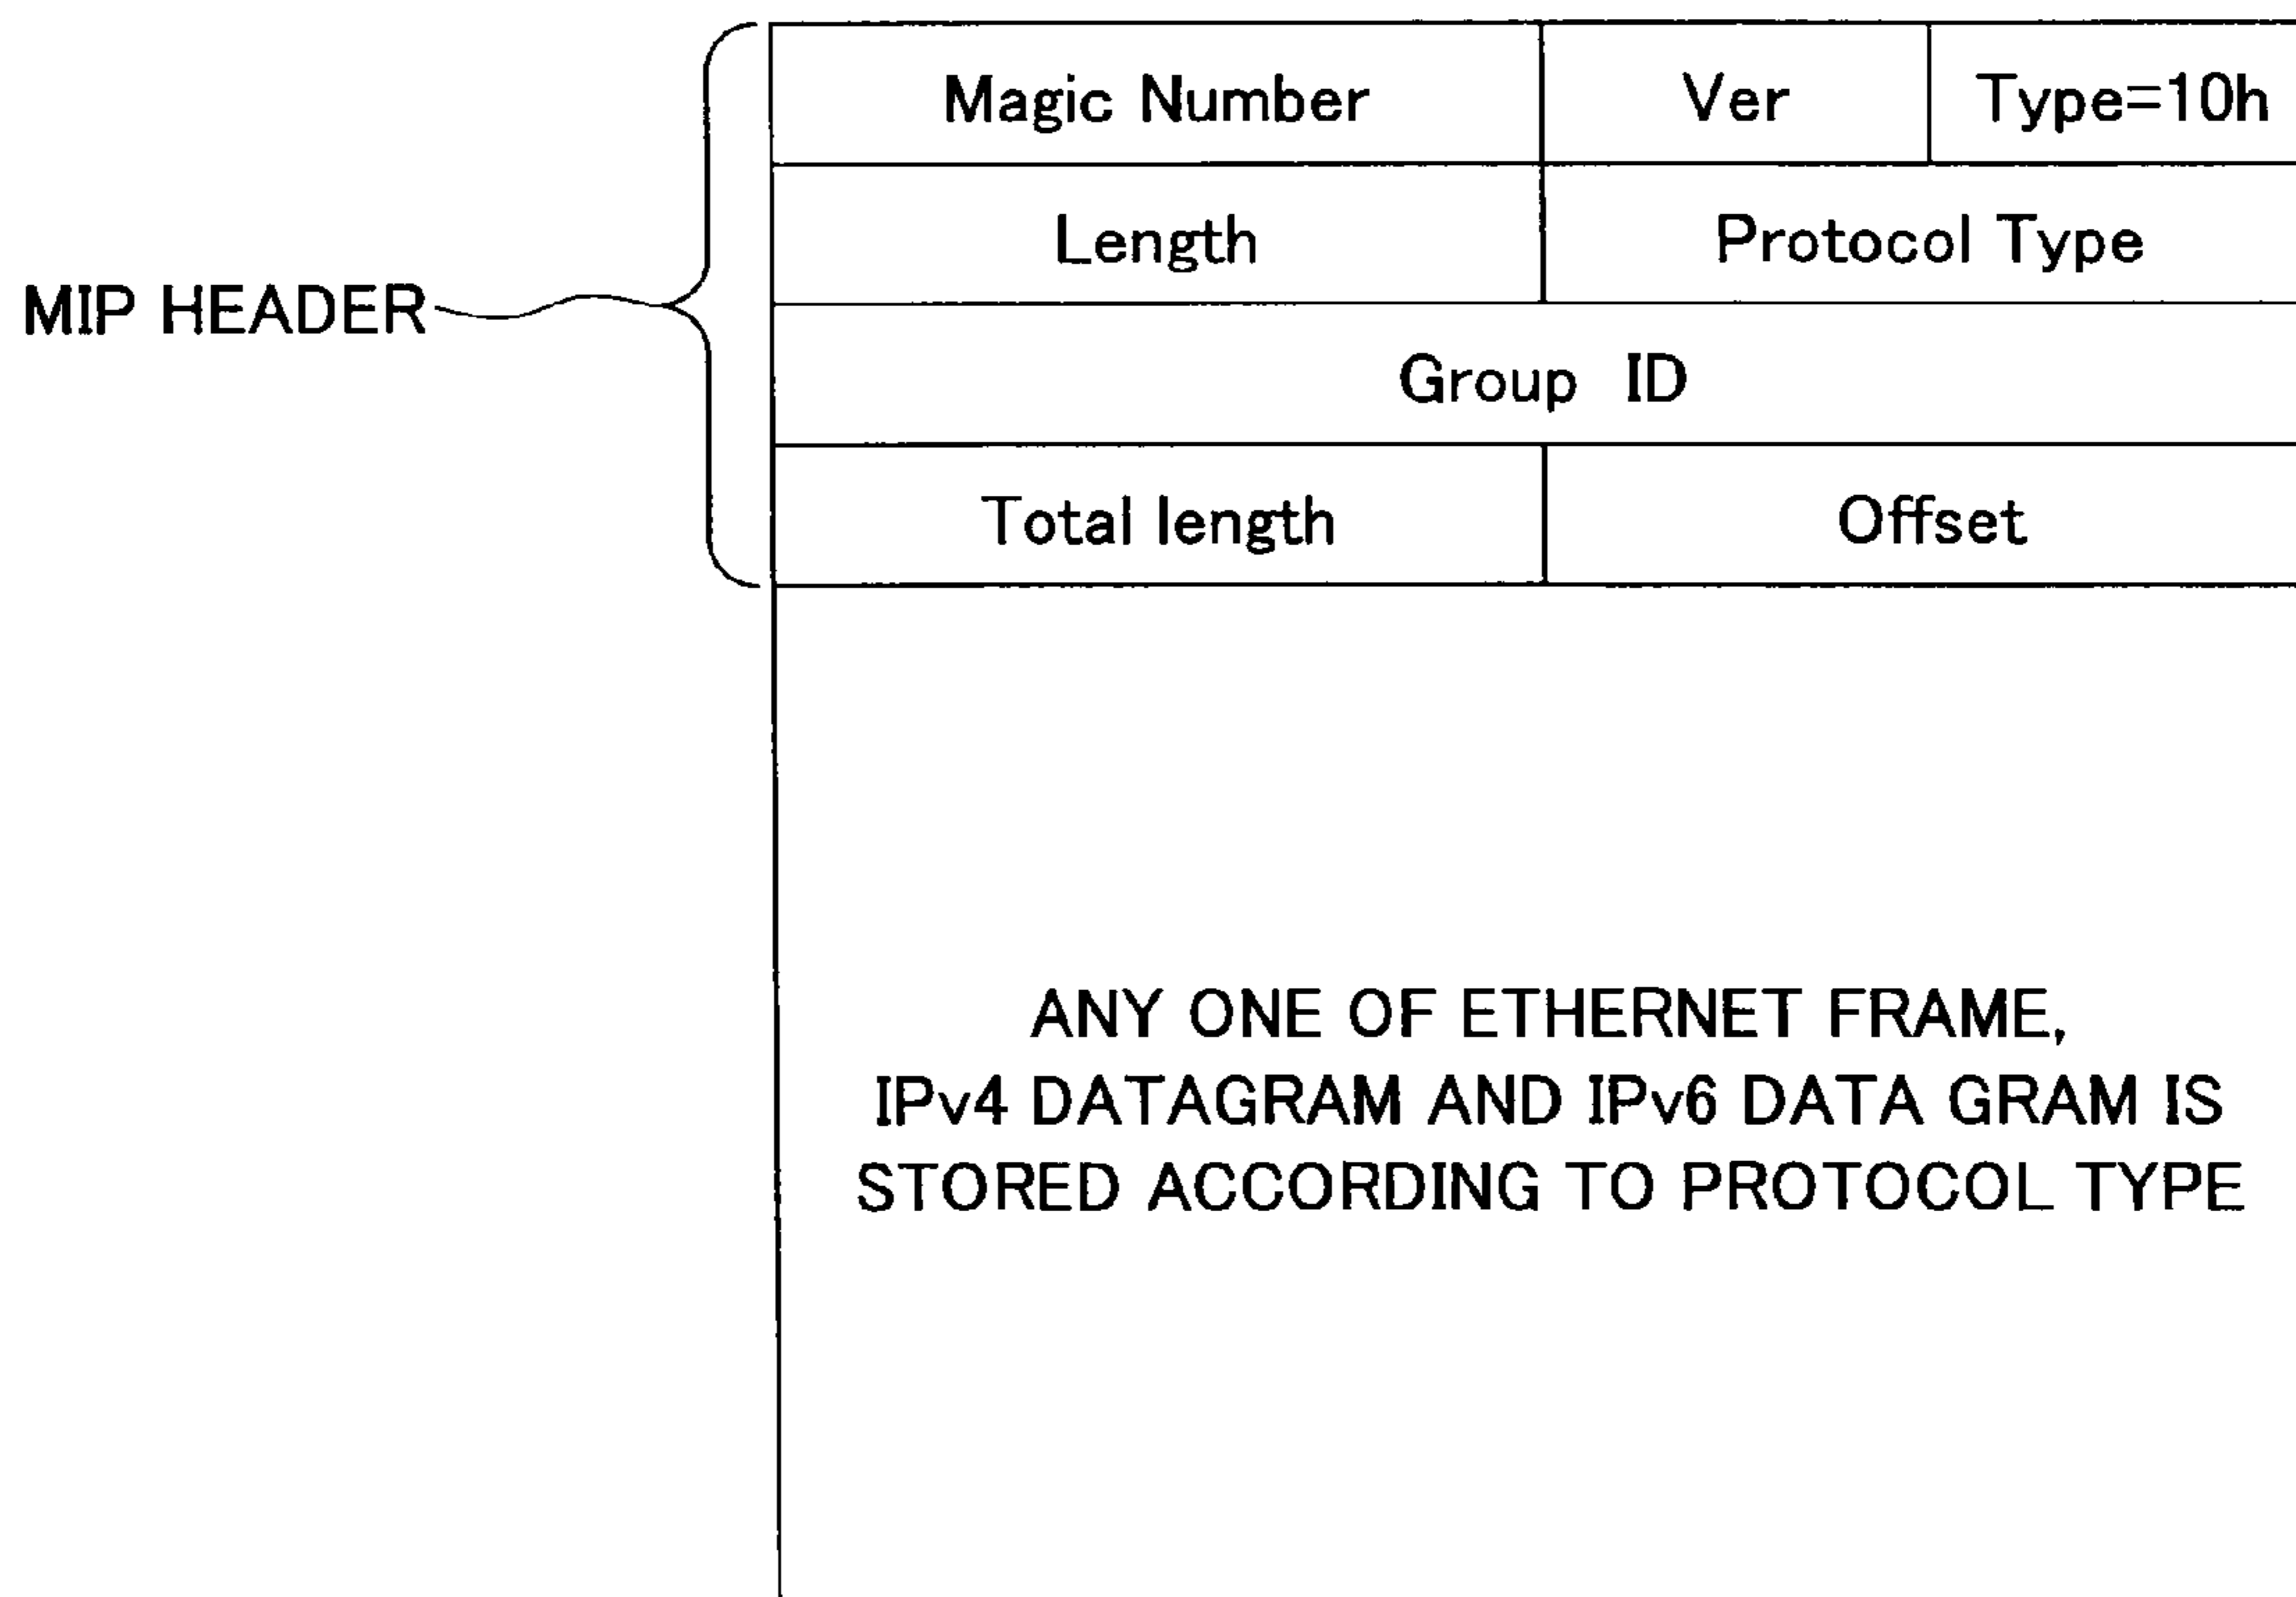 Magic Number Ver Type=10h
Length Protocol Type
MIP HEADER
Group ID
Total length Offset
ANY ONE OF ETHERNET FRAME,
IPv4 DATAGRAM AND IPv6 DATA GRAM IS
STORED ACCORDING TO PROTOCOL TYPE